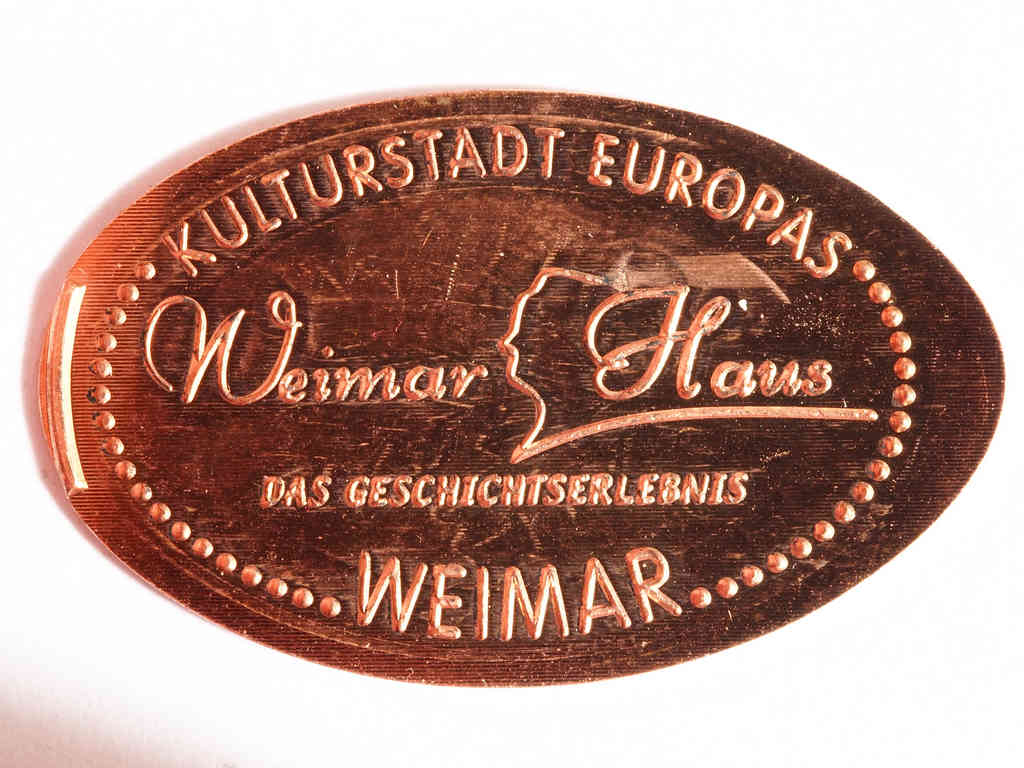 KULTURSTADT EUROPAS
Weimar Haus
DAS GESCHICHTSERLEBNIS
WEIMAR